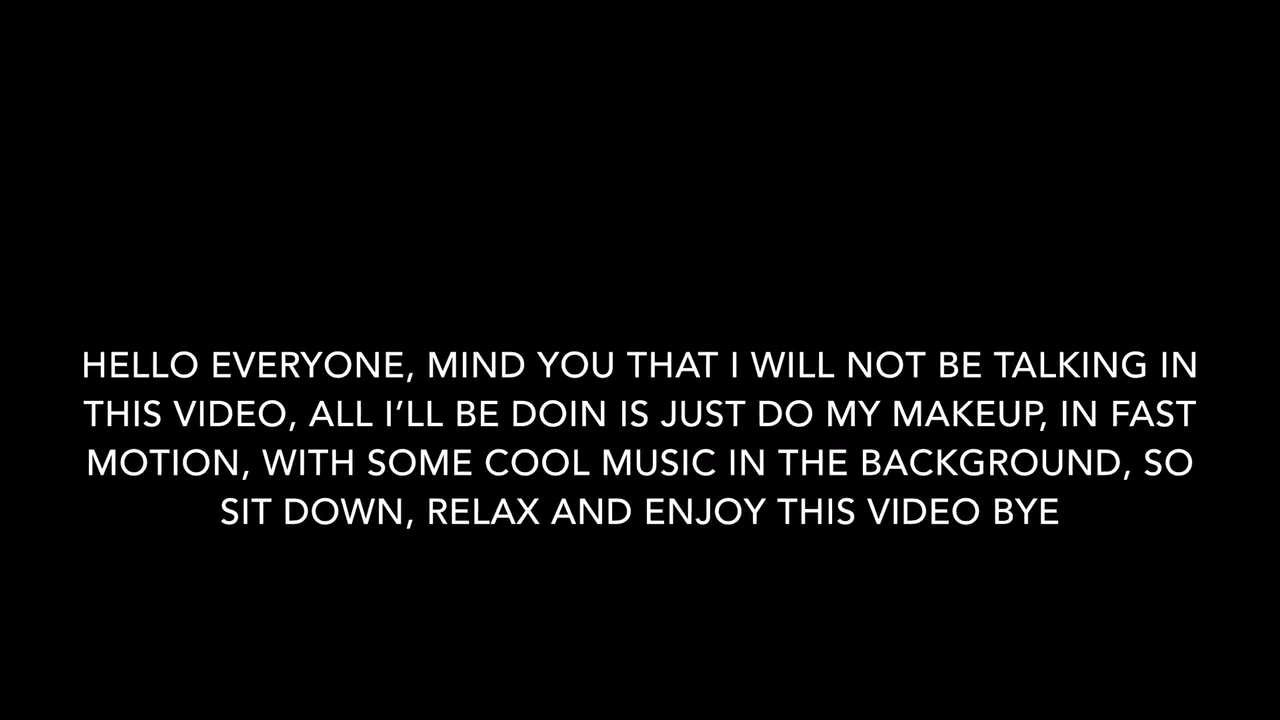 HELLO EVERYONE, MIND YOU THAT I WILL NOT BE TALKING IN
THIS VIDEO, ALL I’LL BE DOIN IS JUST DO MY MAKEUP, IN FAST
MOTION, WITH SOME COOL MUSIC IN THE BACKGROUND, SO
SIT DOWN, RELAX AND ENJOY THIS VIDEO BYE